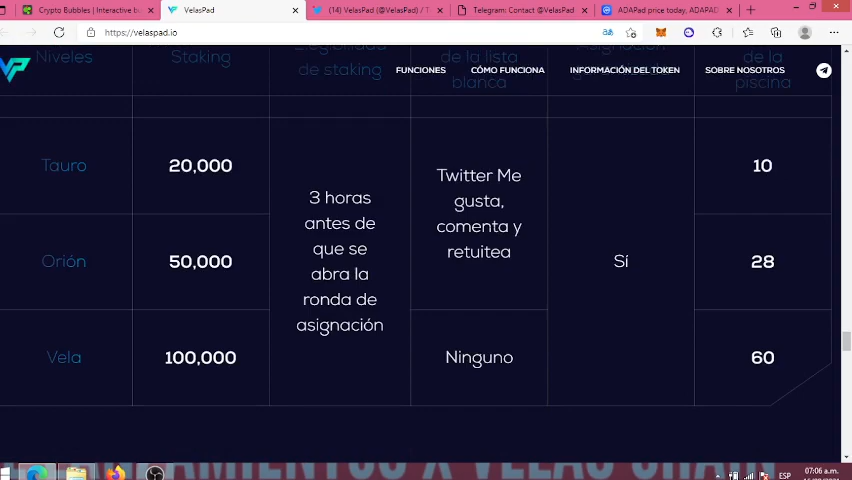 Crypto Bubbles | Interactive bu
VelasPad
(14) VelasPad (@VelasPad) / T
Telegram: Contact @VelasPad
ADAPad price today, ADAPAD
https://velaspad.io
Niveles
Staking
de staking
de la lista
blanca
de la
piscina
VP
FUNCIONES
CÓMO FUNCIONA
INFORMACIÓN DEL TOKEN
SOBRE NOSOTROS
Tauro
20,000
3 horas
antes de
que se
abra la
ronda de
asignación
Twitter Me
gusta,
comenta y
retuitea
Sí
10
Orión
50,000
28
Vela
100,000
Ninguno
60
ESP
07:06 a.m.